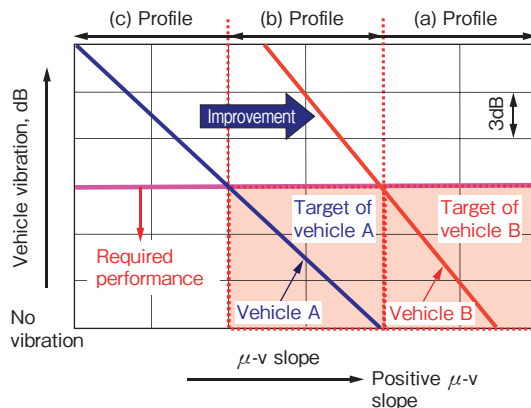 (c) Profile
(b) Profile
(a) Profile
Vehicle vibration, dB
Improvement
3dB
Target of
vehicle A
Target of
vehicle B
Required
performance
Vehicle A
Vehicle B
No
vibration
μ-v slope
Positive μ-v
slope